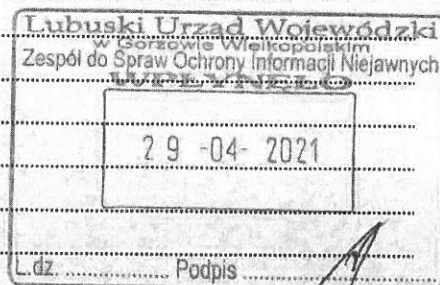 Lubuski Urząd Wojewódzki
w Gorzowie Wielkopolskim
Zespół do Spraw Ochrony Informacji Niejawnych
WPŁYNĘŁO
29 -04- 2021
L.dz. .................. Podpis ..................